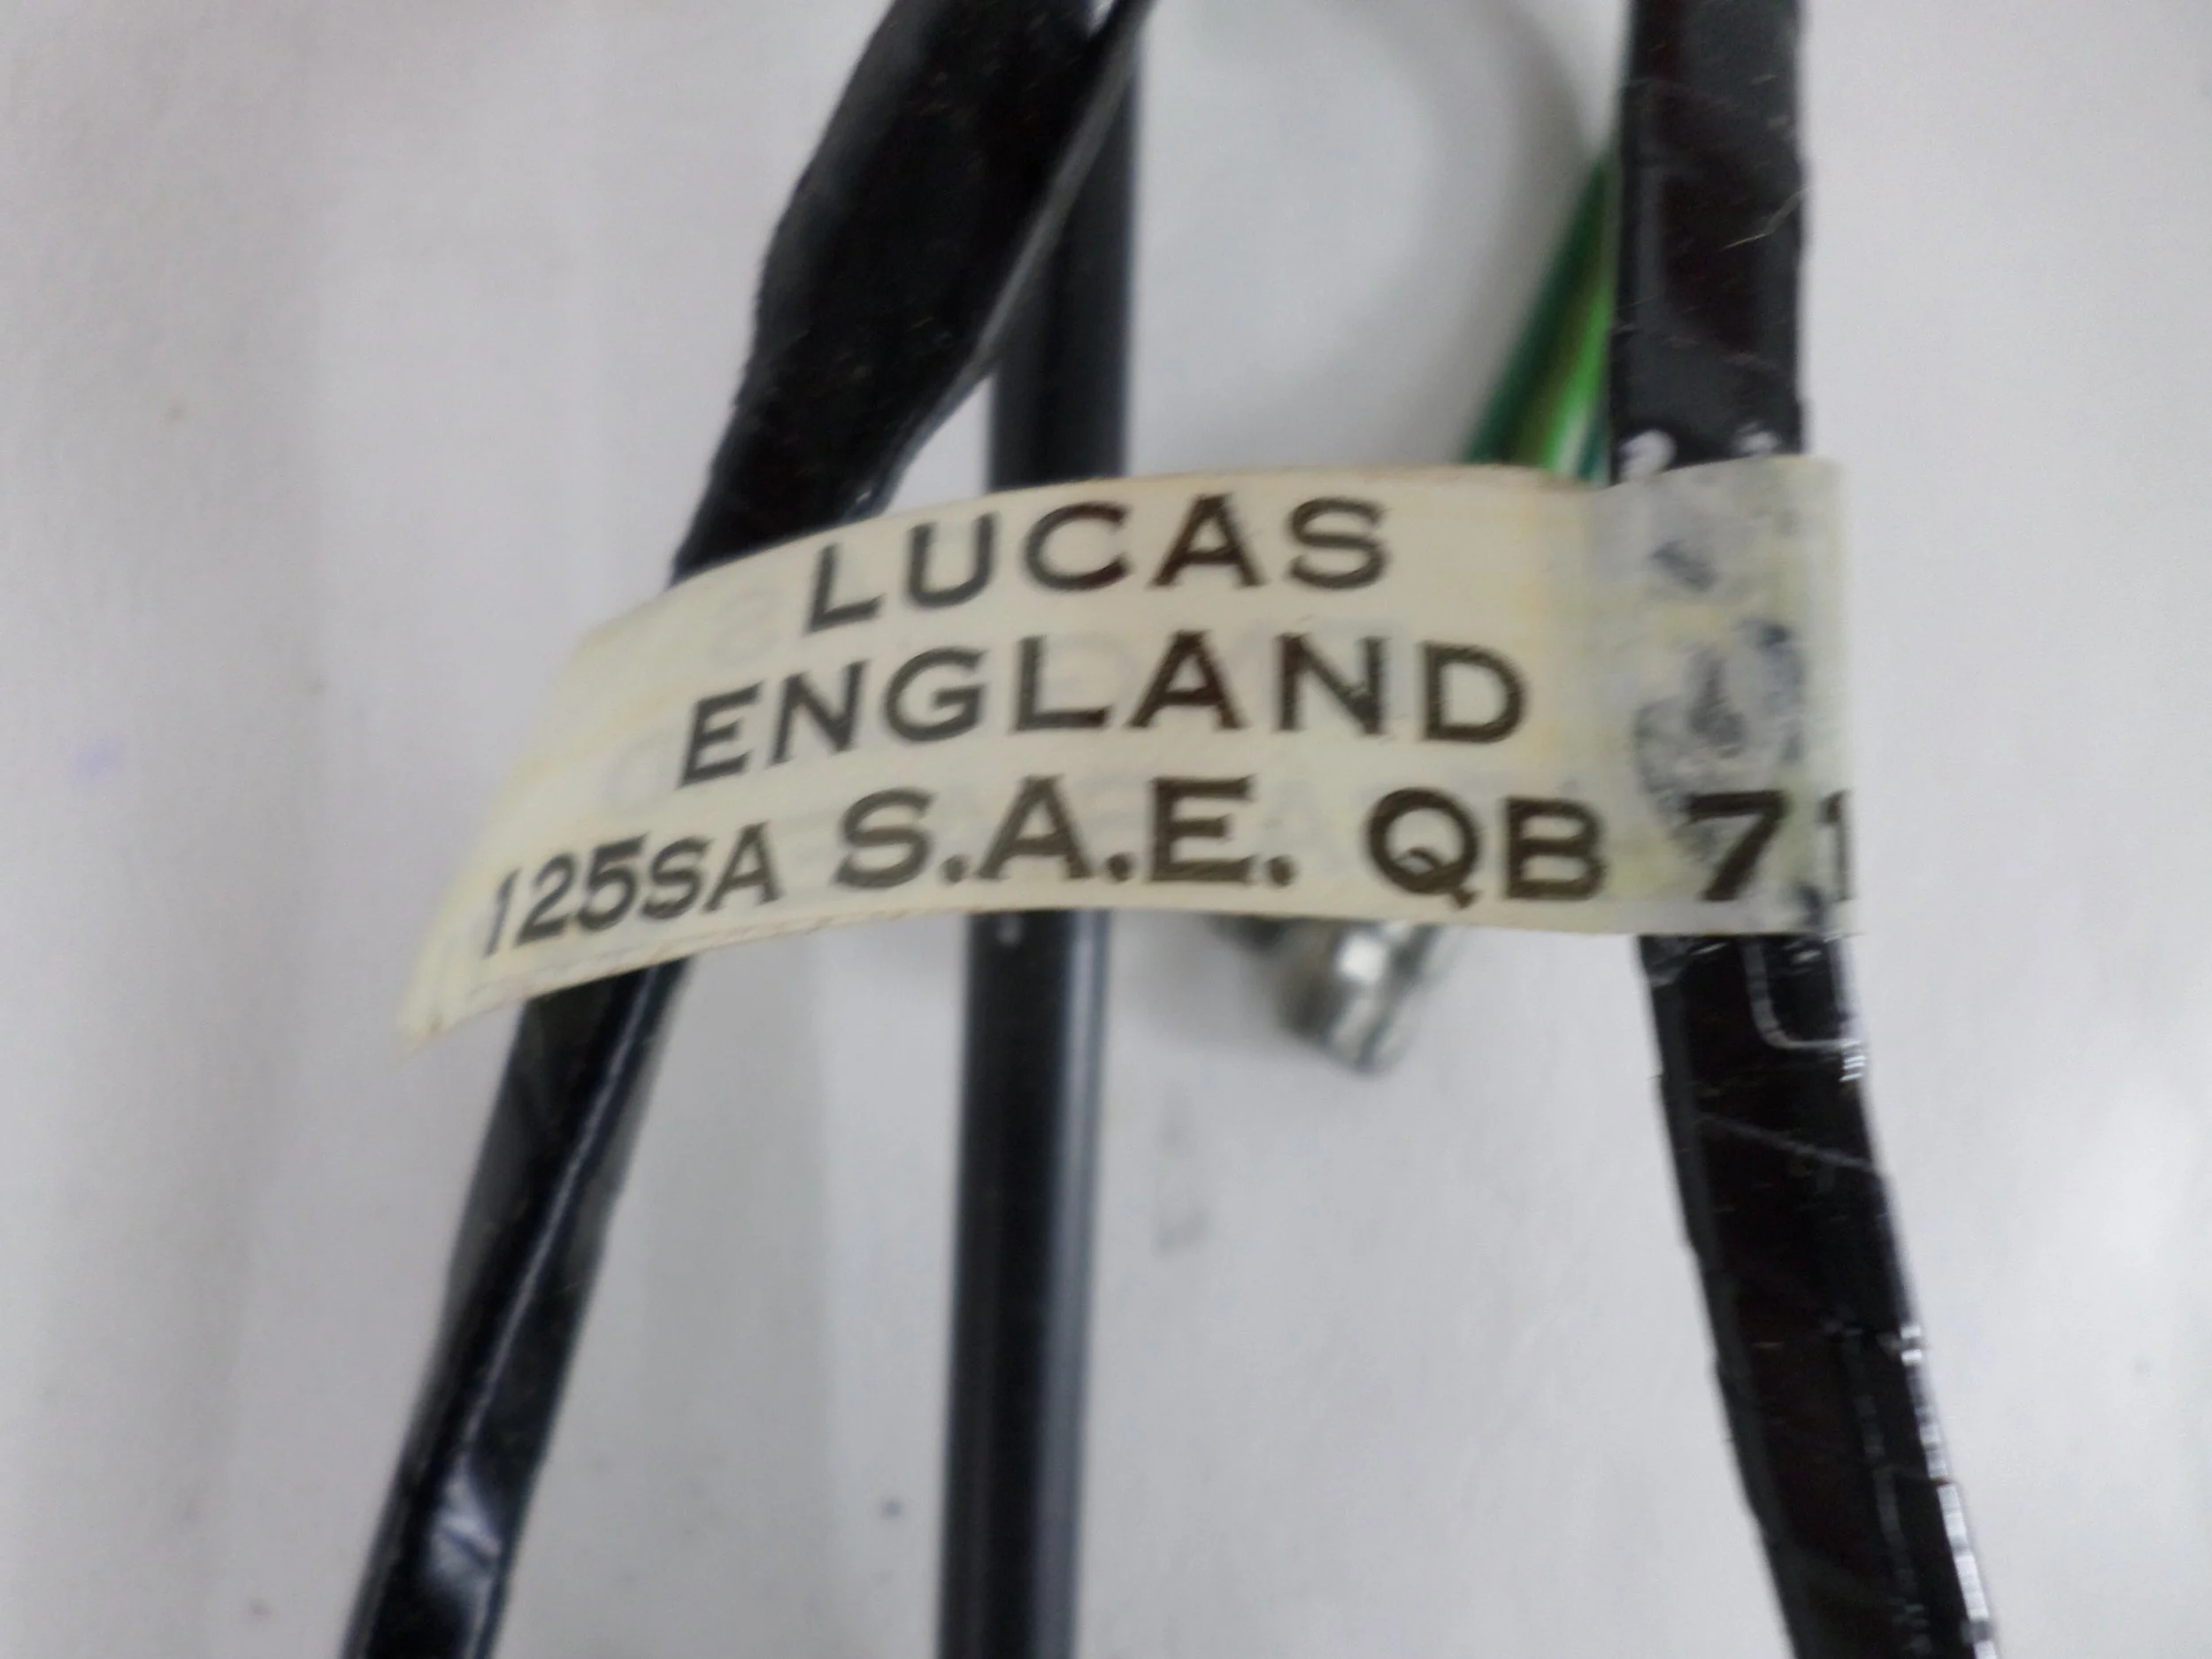 LUCAS
ENGLAND
125SA S.A.E. QB 71